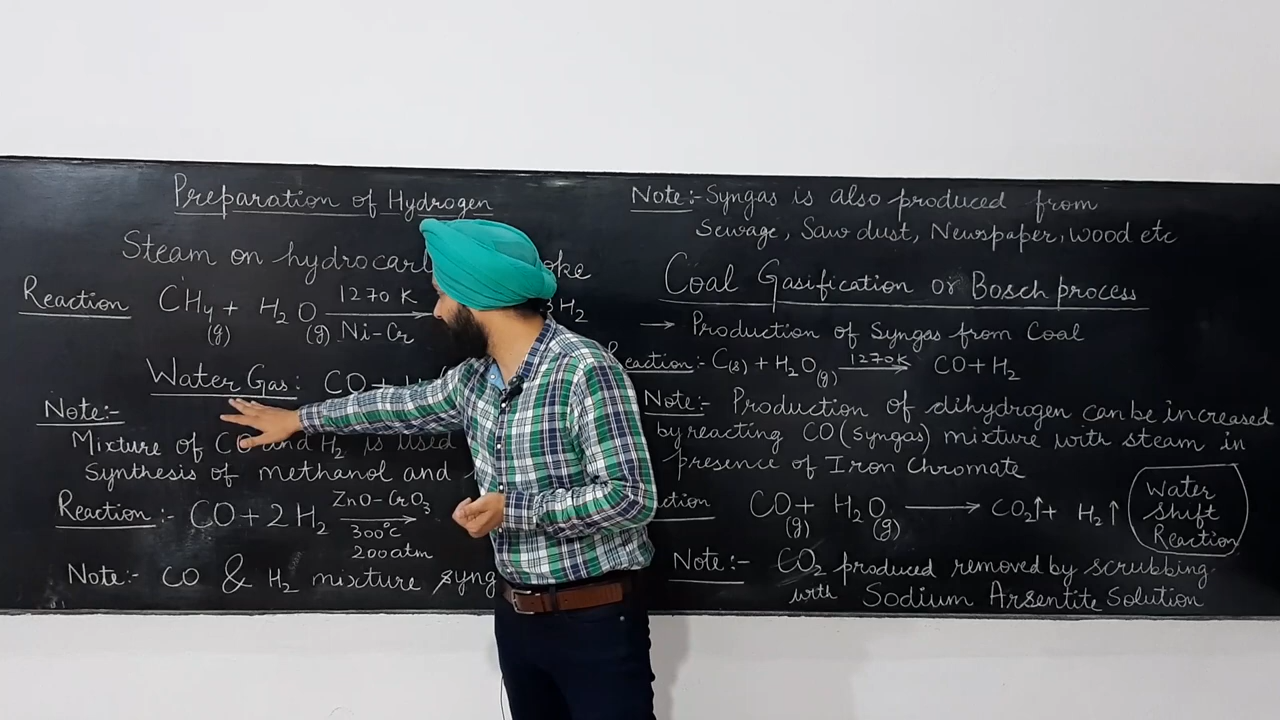 Preparation of Hydrogen
Steam on hydrocar oke
Reaction CH4 (g) + H2O (g) 1270 K Ni-Cr 3H2
Water Gas: CO +
Note:-
Mixture of CO and H2 is used
Synthesis of methanol and
Reaction :- CO + 2H2 ZnO-CrO3 300°C 200atm
Note:- CO & H2 mixture syng
Note:- Syngas is also produced from
Sewage, Saw dust, Newspaper, wood etc
Coal Gasification or Bosch process
→ Production of Syngas from Coal
Reaction:- C(s) + H2O(g) 1270K → CO + H2
Note:- Production of dihydrogen can be increased
by reacting CO (syngas) mixture with steam in
presence of Iron Chromate
ction CO (g) + H2O (g) → CO2↑ + H2↑
Water Shift Reaction
Note:- CO2 produced removed by scrubbing
with Sodium Arsentite Solution